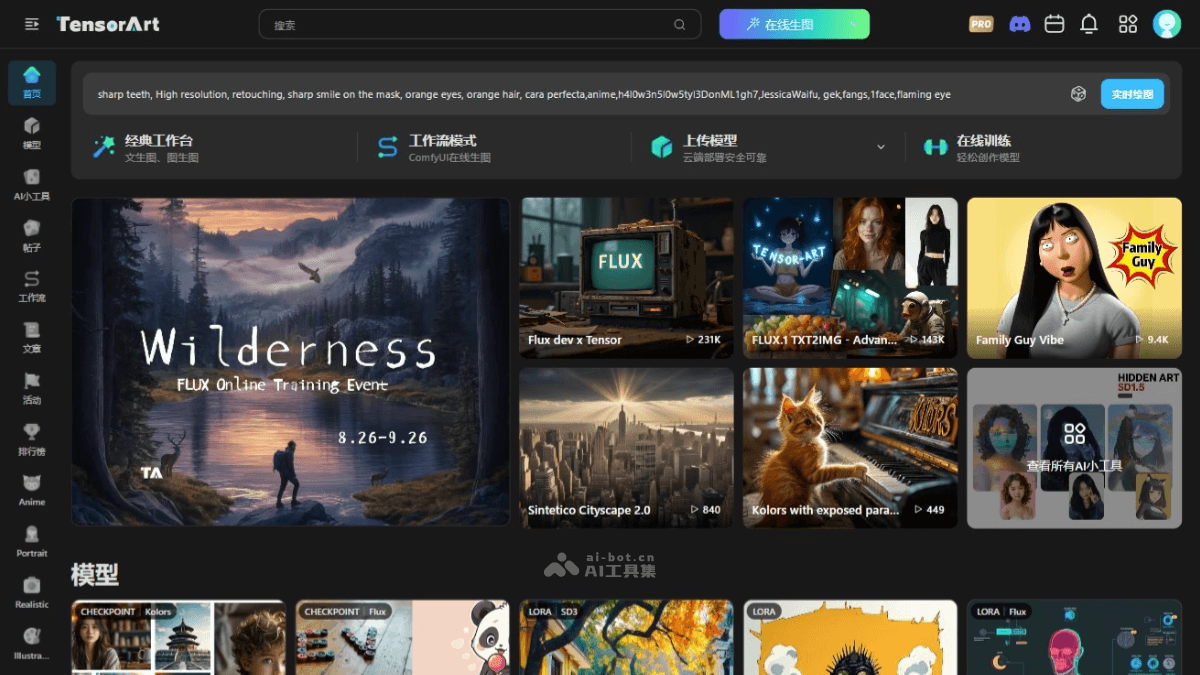 TensorArt
搜索
在线生图
PRO
首页
模型
AI小工具
帖子
工作流
文章
活动
排行榜
Anime
Portrait
Realistic
Illustra...
sharp teeth, High resolution, retouching, sharp smile on the mask, orange eyes, orange hair, cara perfecta,anime,h4l0w3n5l0w5tyl3DonML1gh7,JessicaWaifu, gek,fangs,1face,flaming eye
实时绘图
经典工作台
文生图、图生图
工作流模式
ComfyUI在线生图
上传模型
云端部署安全可靠
在线训练
轻松创作模型
Wilderness
FLUX Online Training Event
8.26-9.26
TA
FLUX
Flux dev x Tensor
231K
TENSOR-ART
FLUX.1 TXT2IMG - Advan...
143K
Family Guy
Family Guy Vibe
9.4K
Sintetico Cityscape 2.0
840
KOLORS
Kolors with exposed para...
449
HIDDEN ART
SD1.5
查看所有AI小工具
模型
ai-bot.cn
AI工具集
CHECKPOINT Kolors
CHECKPOINT Flux
LORA SD3
LORA
LORA Flux